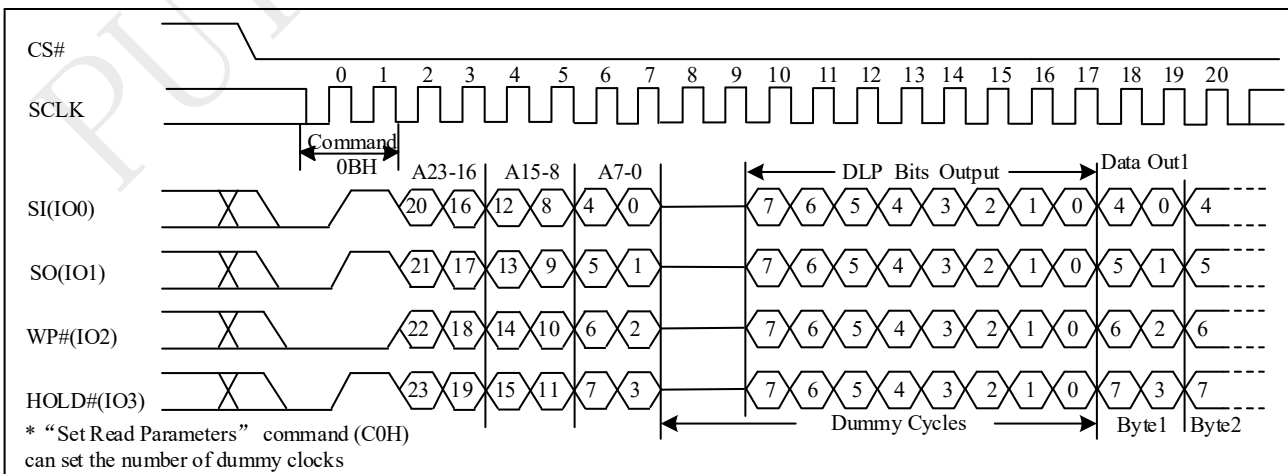 PUY
CS#
0 1 2 3 4 5 6 7 8 9 10 11 12 13 14 15 16 17 18 19 20
SCLK
Command
0BH
A23-16 A15-8 A7-0 DLP Bits Output Data Out1
SI(IO0) 20 16 12 8 4 0 7 6 5 4 3 2 1 0 4 0 4
SO(IO1) 21 17 13 9 5 1 7 6 5 4 3 2 1 0 5 1 5
WP#(IO2) 22 18 14 10 6 2 7 6 5 4 3 2 1 0 6 2 6
HOLD#(IO3) 23 19 15 11 7 3 7 6 5 4 3 2 1 0 7 3 7
Dummy Cycles Byte1 Byte2
* “Set Read Parameters” command (C0H)
can set the number of dummy clocks